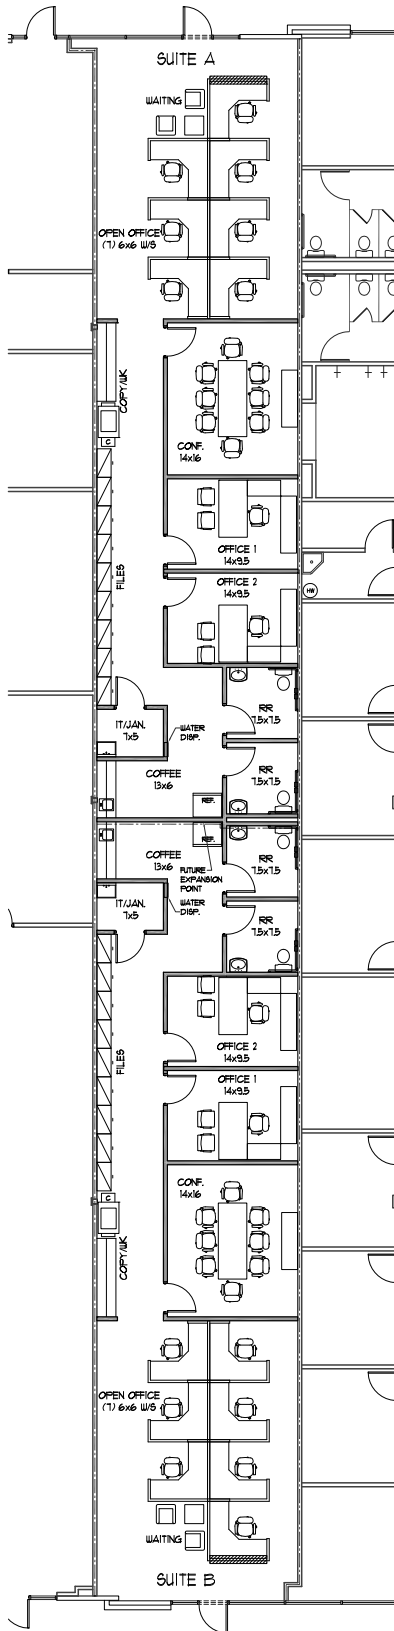 SUITE A
WAITING
OPEN OFFICE
(7) 6x6 W/S
COPY/WK
C
CONF.
14x16
FILES
OFFICE 1
14x9.5
OFFICE 2
14x9.5
HW
RR
7.5x7.5
IT/JAN.
7x5
WATER
DISP.
COFFEE
13x6
REF.
RR
7.5x7.5
COFFEE
13x6
REF.
FUTURE
EXPANSION
POINT
RR
7.5x7.5
IT/JAN.
7x5
WATER
DISP.
RR
7.5x7.5
OFFICE 2
14x9.5
FILES
OFFICE 1
14x9.5
CONF.
14x16
C
COPY/WK
OPEN OFFICE
(7) 6x6 W/S
WAITING
SUITE B